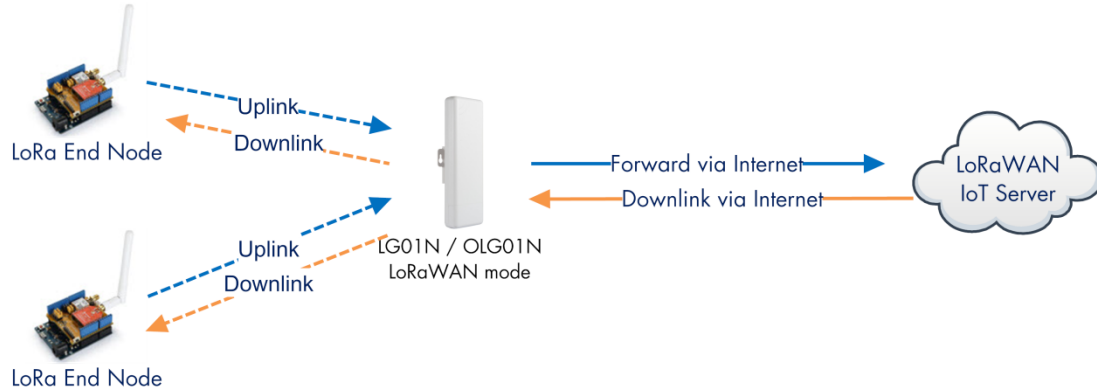 LoRa End Node
Uplink
Downlink
Forward via Internet
Downlink via Internet
LoRaWAN
IoT Server
LG01N / OLG01N
LoRaWAN mode
Uplink
Downlink
LoRa End Node